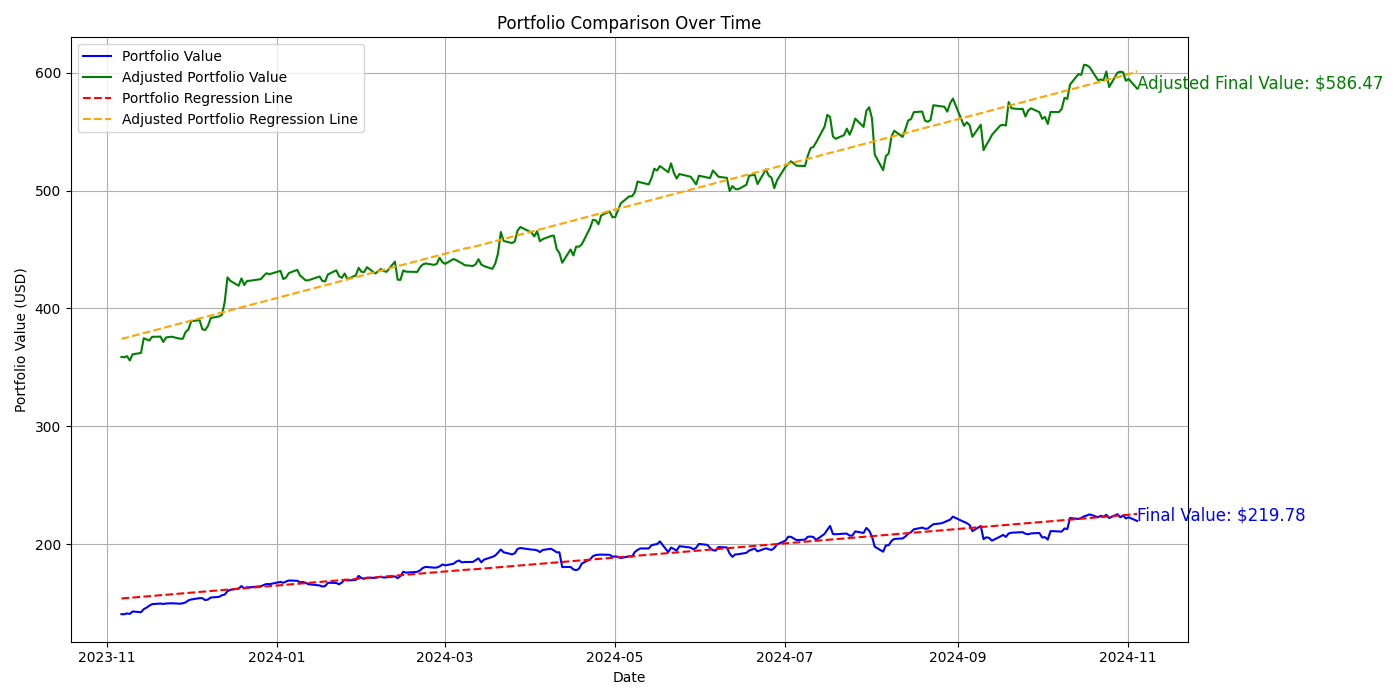 Portfolio Comparison Over Time
Portfolio Value
Adjusted Portfolio Value
Portfolio Regression Line
Adjusted Portfolio Regression Line
Portfolio Value (USD)
600
500
400
300
200
Adjusted Final Value: $586.47
Final Value: $219.78
2023-11
2024-01
2024-03
2024-05
2024-07
2024-09
2024-11
Date